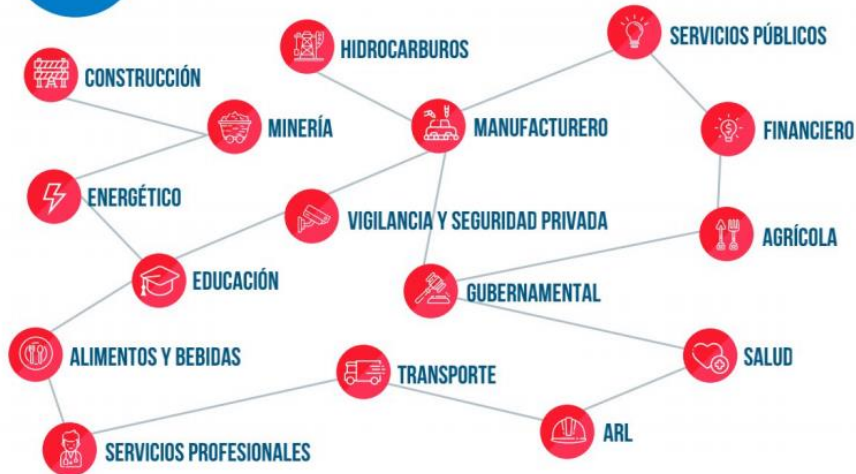 SERVICIOS PÚBLICOS
HIDROCARBUROS
CONSTRUCCIÓN
MINERÍA
MANUFACTURERO
FINANCIERO
ENERGÉTICO
VIGILANCIA Y SEGURIDAD PRIVADA
AGRÍCOLA
EDUCACIÓN
GUBERNAMENTAL
ALIMENTOS Y BEBIDAS
TRANSPORTE
SALUD
ARL
SERVICIOS PROFESIONALES